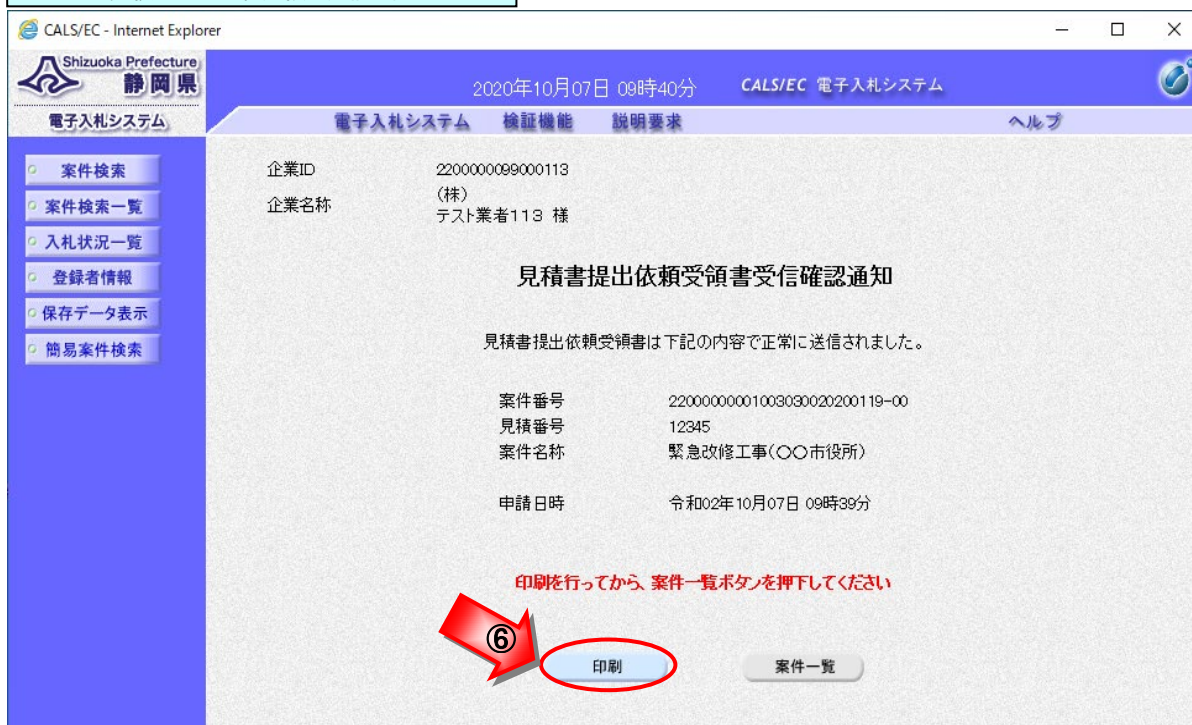 CALS/EC - Internet Explorer
Shizuoka Prefecture
静岡県
2020年10月07日 09時40分 CALS/EC 電子入札システム
電子入札システム
電子入札システム 検証機能 説明要求 ヘルプ
案件検索
案件検索一覧
入札状況一覧
登録者情報
保存データ表示
簡易案件検索
企業ID 2200000099000113
企業名称 (株)
テスト業者113 様
見積書提出依頼受領書受信確認通知
見積書提出依頼受領書は下記の内容で正常に送信されました。
案件番号 2200000000100303002020​0119-00
見積番号 12345
案件名称 緊急改修工事(〇〇市役所)
申請日時 令和02年10月07日 09時39分
印刷を行ってから、案件一覧ボタンを押下してください
⑥
印刷 案件一覧